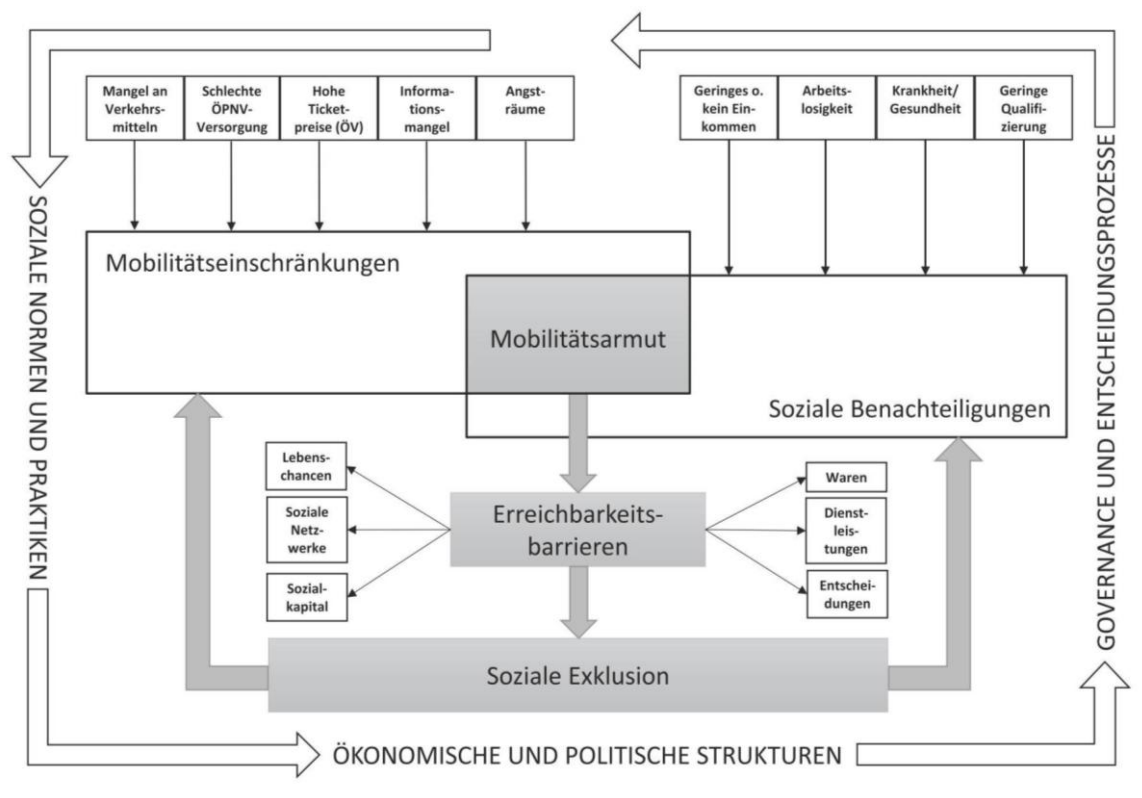 Mangel an
Verkehrs-
mitteln
Schlechte
ÖPNV-
Versorgung
Hohe
Ticket-
preise (ÖV)
Informa-
tions-
mangel
Angst-
räume
Geringes o.
kein Ein-
kommen
Arbeits-
losigkeit
Krankheit/
Gesundheit
Geringe
Qualifi-
zierung
SOZIALE NORMEN UND PRAKTIKEN
Mobilitätseinschränkungen
Mobilitätsarmut
Soziale Benachteiligungen
GOVERNANCE UND ENTSCHEIDUNGSPROZESSE
Lebens-
chancen
Soziale
Netz-
werke
Sozial-
kapital
Erreichbarkeits-
barrieren
Waren
Dienst-
leis-
tungen
Entschei-
dungen
Soziale Exklusion
ÖKONOMISCHE UND POLITISCHE STRUKTUREN